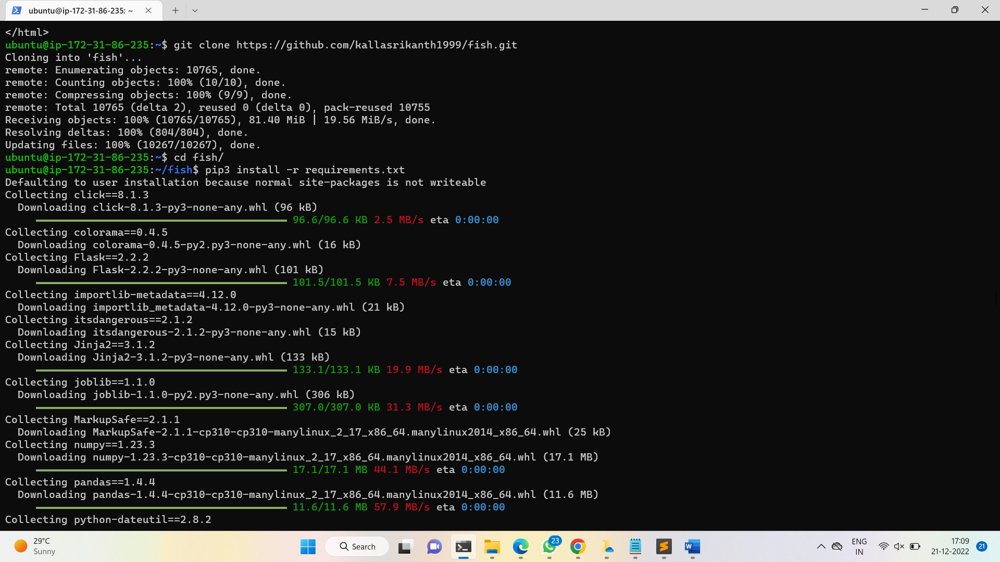 ubuntu@ip-172-31-86-235: ~
</html>
ubuntu@ip-172-31-86-235:~$ git clone https://github.com/kallasrikanth1999/fish.git
Cloning into 'fish'...
remote: Enumerating objects: 10765, done.
remote: Counting objects: 100% (10/10), done.
remote: Compressing objects: 100% (9/9), done.
remote: Total 10765 (delta 2), reused 0 (delta 0), pack-reused 10755
Receiving objects: 100% (10765/10765), 81.40 MiB | 19.56 MiB/s, done.
Resolving deltas: 100% (804/804), done.
Updating files: 100% (10267/10267), done.
ubuntu@ip-172-31-86-235:~$ cd fish/
ubuntu@ip-172-31-86-235:~/fish$ pip3 install -r requirements.txt
Defaulting to user installation because normal site-packages is not writeable
Collecting click==8.1.3
Downloading click-8.1.3-py3-none-any.whl (96 kB)
96.6/96.6 KB 2.5 MB/s eta 0:00:00
Collecting colorama==0.4.5
Downloading colorama-0.4.5-py2.py3-none-any.whl (16 kB)
Collecting Flask==2.2.2
Downloading Flask-2.2.2-py3-none-any.whl (101 kB)
101.5/101.5 KB 7.5 MB/s eta 0:00:00
Collecting importlib-metadata==4.12.0
Downloading importlib_metadata-4.12.0-py3-none-any.whl (21 kB)
Collecting itsdangerous==2.1.2
Downloading itsdangerous-2.1.2-py3-none-any.whl (15 kB)
Collecting Jinja2==3.1.2
Downloading Jinja2-3.1.2-py3-none-any.whl (133 kB)
133.1/133.1 KB 19.9 MB/s eta 0:00:00
Collecting joblib==1.1.0
Downloading joblib-1.1.0-py2.py3-none-any.whl (306 kB)
307.0/307.0 KB 31.3 MB/s eta 0:00:00
Collecting MarkupSafe==2.1.1
Downloading MarkupSafe-2.1.1-cp310-cp310-manylinux_2_17_x86_64.manylinux2014_x86_64.whl (25 kB)
Collecting numpy==1.23.3
Downloading numpy-1.23.3-cp310-cp310-manylinux_2_17_x86_64.manylinux2014_x86_64.whl (17.1 MB)
17.1/17.1 MB 44.1 MB/s eta 0:00:00
Collecting pandas==1.4.4
Downloading pandas-1.4.4-cp310-cp310-manylinux_2_17_x86_64.manylinux2014_x86_64.whl (11.6 MB)
11.6/11.6 MB 57.9 MB/s eta 0:00:00
Collecting python-dateutil==2.8.2
29°C
Sunny
Search
23
W
ENG
IN
17:09
21-12-2022
21